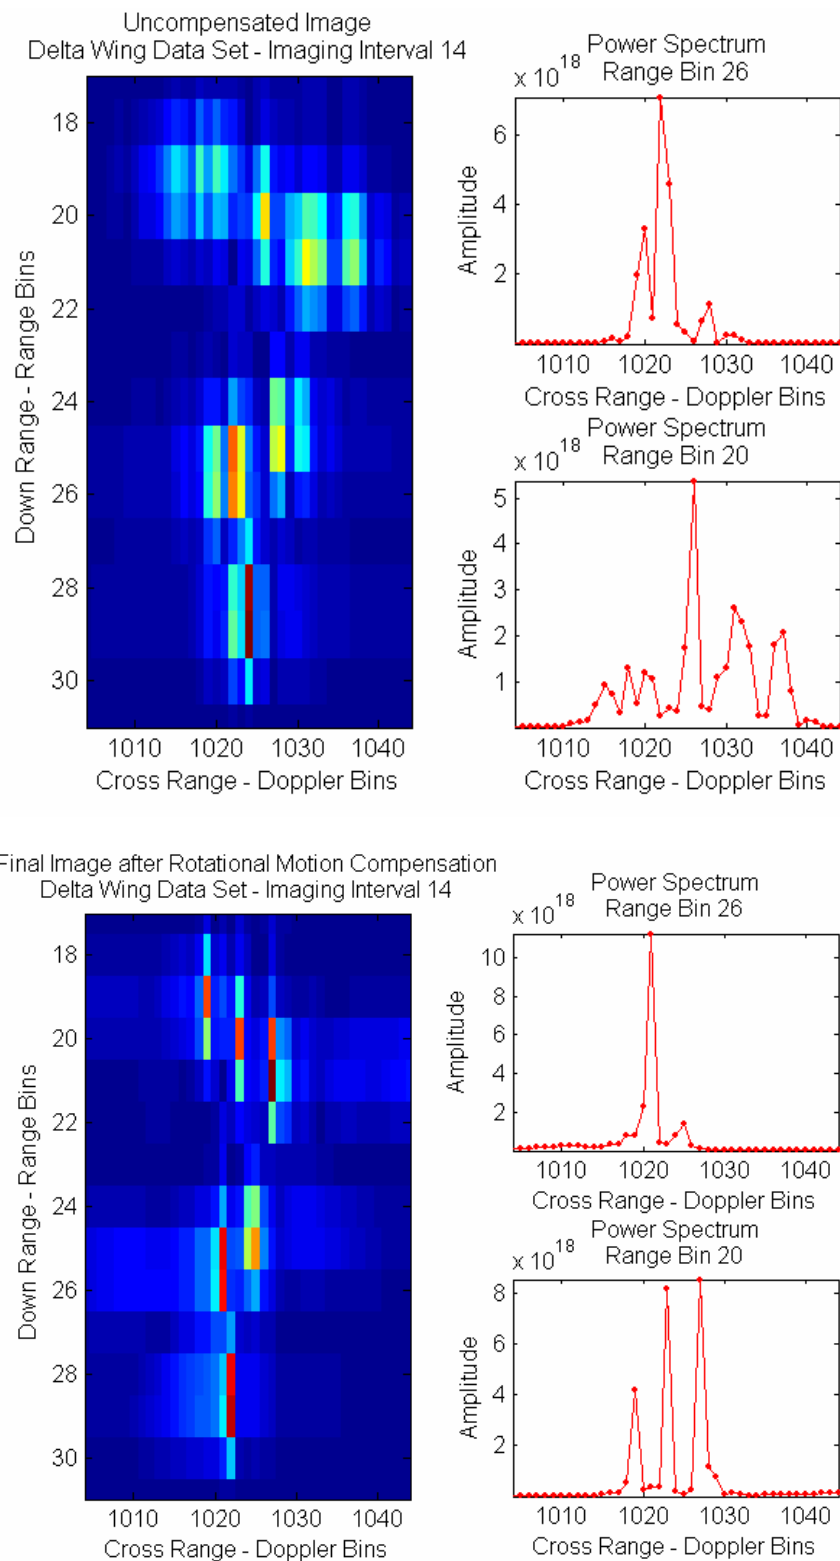 Uncompensated Image
Delta Wing Data Set - Imaging Interval 14
18
20
22
24
26
28
30
Down Range - Range Bins
1010 1020 1030 1040
Cross Range - Doppler Bins
Power Spectrum
x 10^18 Range Bin 26
6
4
2
Amplitude
1010 1020 1030 1040
Cross Range - Doppler Bins
Power Spectrum
x 10^18 Range Bin 20
5
4
3
2
1
Amplitude
1010 1020 1030 1040
Cross Range - Doppler Bins
Final Image after Rotational Motion Compensation
Delta Wing Data Set - Imaging Interval 14
18
20
22
24
26
28
30
Down Range - Range Bins
1010 1020 1030 1040
Cross Range - Doppler Bins
Power Spectrum
x 10^18 Range Bin 26
10
8
6
4
2
Amplitude
1010 1020 1030 1040
Cross Range - Doppler Bins
Power Spectrum
x 10^18 Range Bin 20
8
6
4
2
Amplitude
1010 1020 1030 1040
Cross Range - Doppler Bins